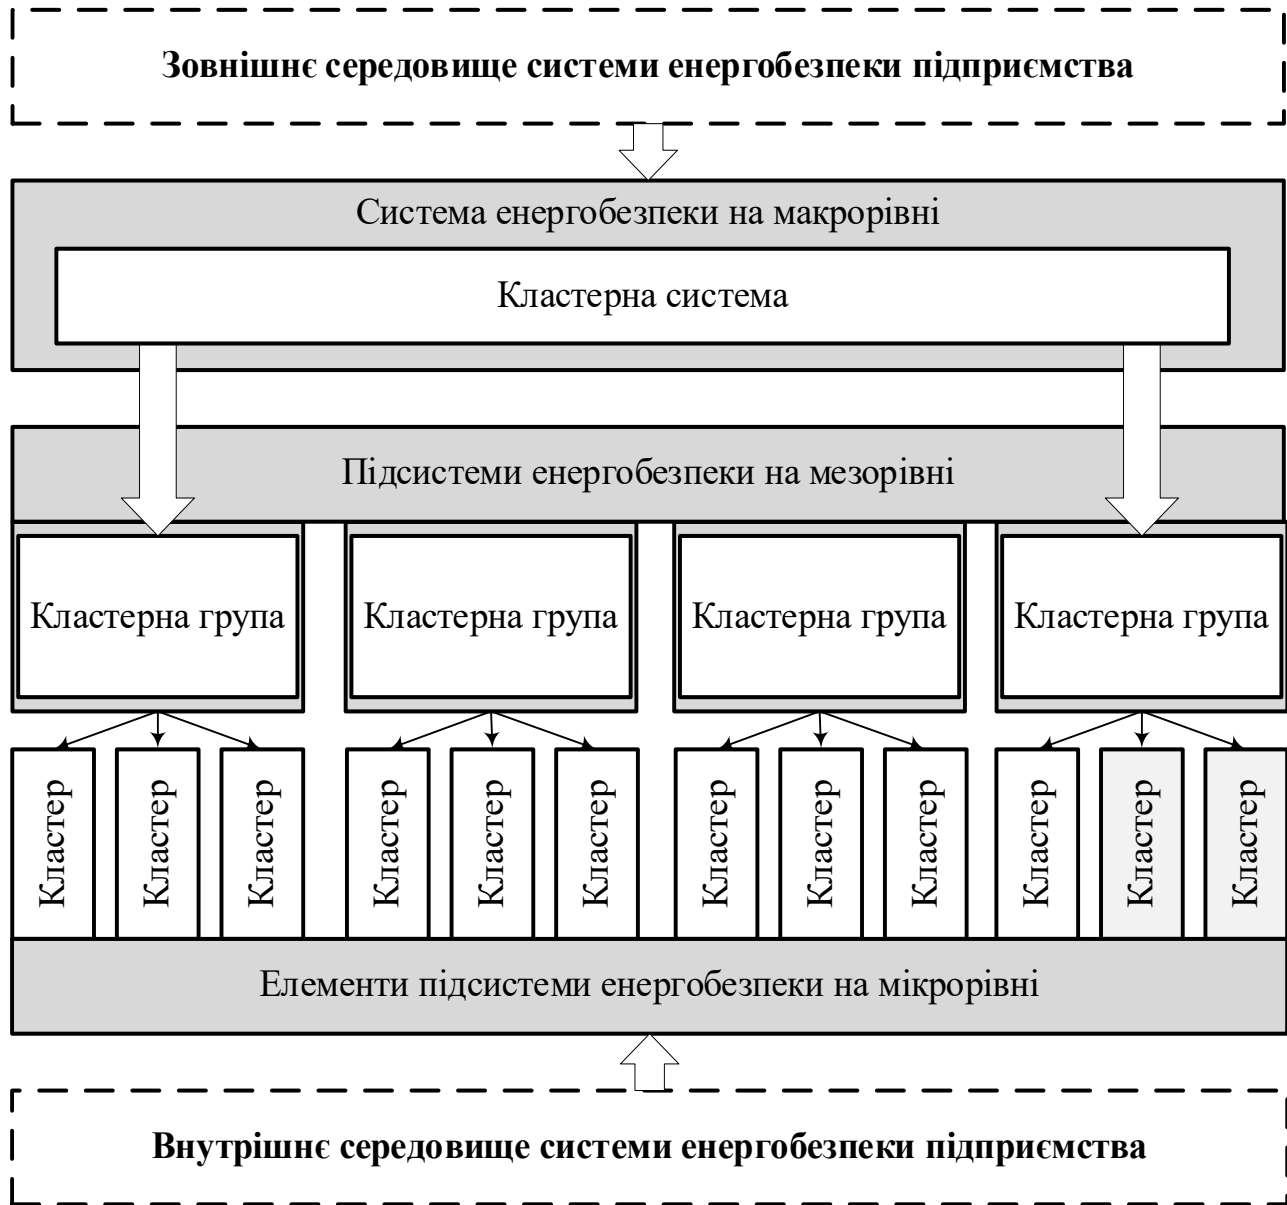 Зовнішнє середовище системи енергобезпеки підприємства
Система енергобезпеки на макрорівні
Кластерна система
Підсистеми енергобезпеки на мезорівні
Кластерна група
Кластерна група
Кластерна група
Кластерна група
Кластер
Кластер
Кластер
Кластер
Кластер
Кластер
Кластер
Кластер
Кластер
Кластер
Кластер
Кластер
Елементи підсистеми енергобезпеки на мікрорівні
Внутрішнє середовище системи енергобезпеки підприємства